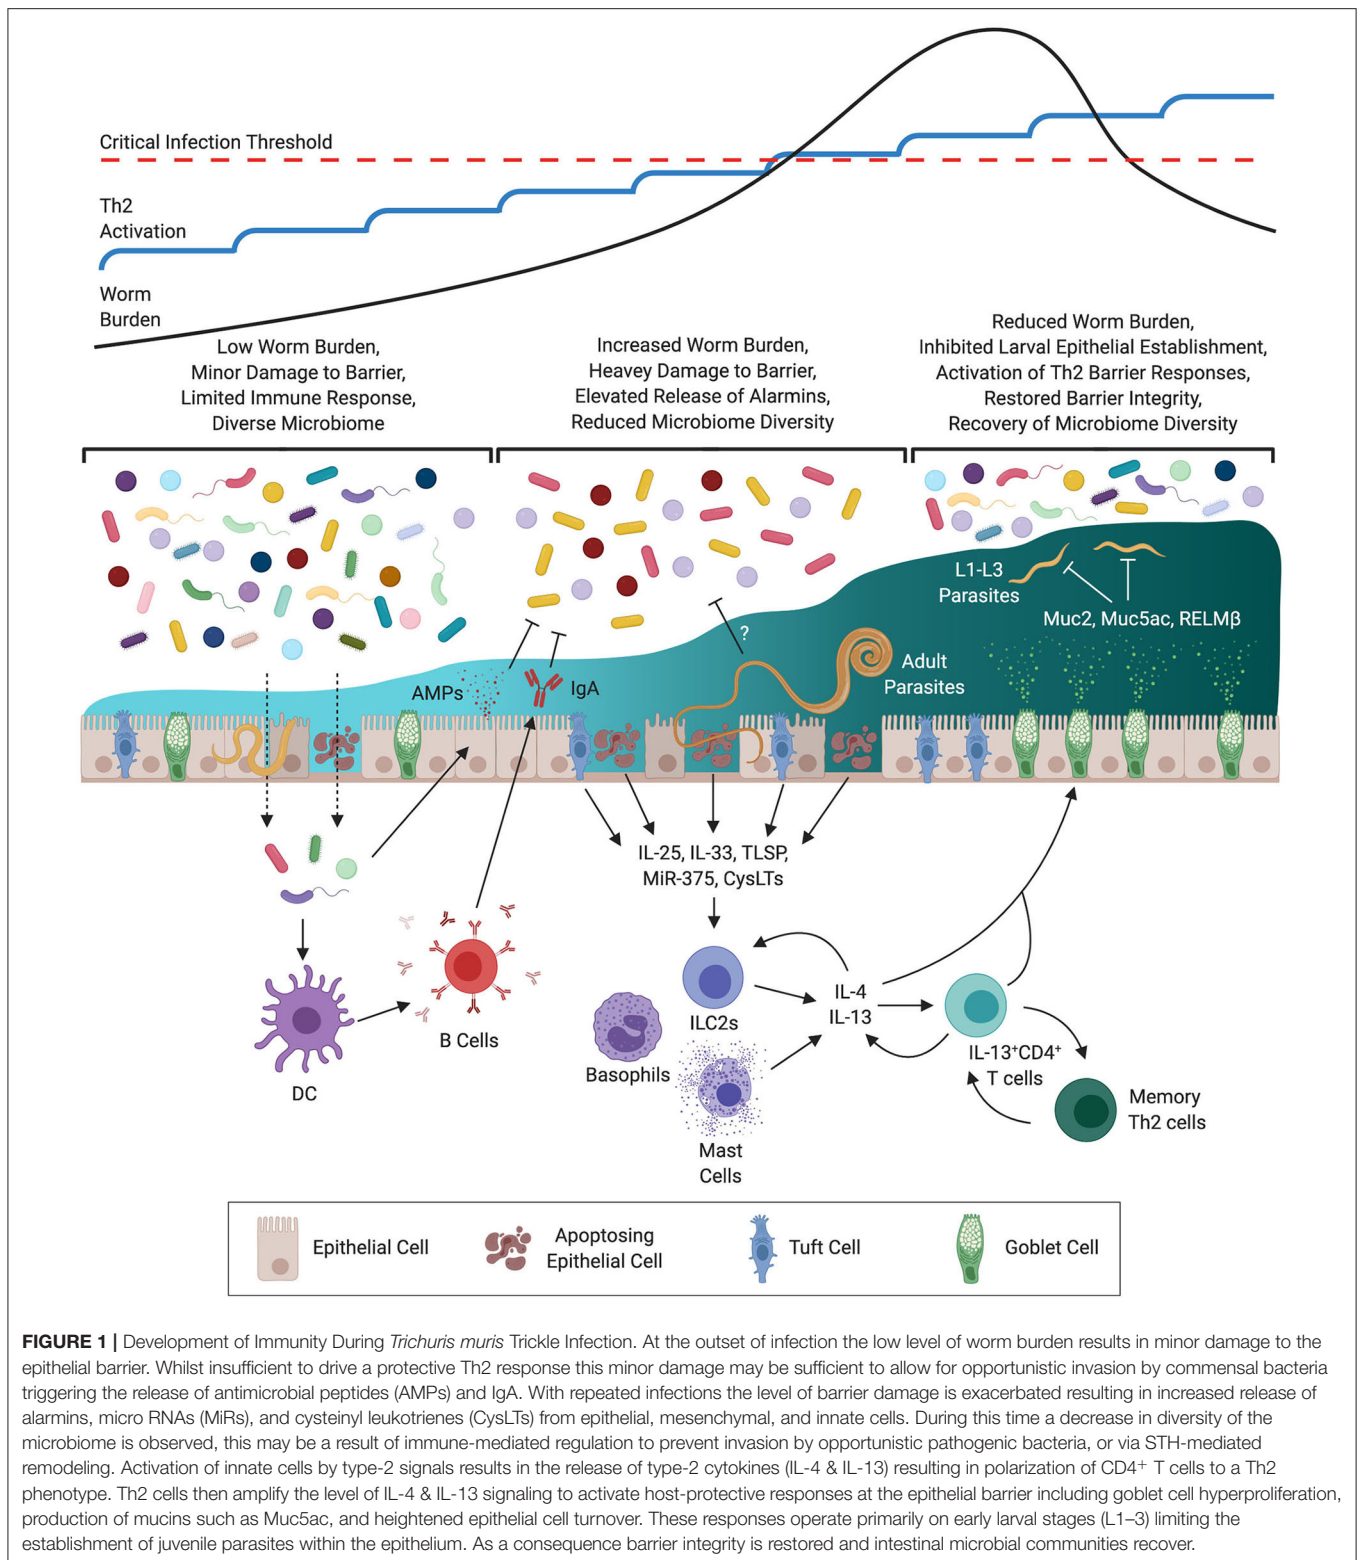 Critical Infection Threshold
Th2
Activation
Worm
Burden
Low Worm Burden,
Minor Damage to Barrier,
Limited Immune Response,
Diverse Microbiome
Increased Worm Burden,
Heavey Damage to Barrier,
Elevated Release of Alarmins,
Reduced Microbiome Diversity
Reduced Worm Burden,
Inhibited Larval Epithelial Establishment,
Activation of Th2 Barrier Responses,
Restored Barrier Integrity,
Recovery of Microbiome Diversity
L1-L3
Parasites
Muc2, Muc5ac, RELMβ
?
Adult
Parasites
AMPs
IgA
IL-25, IL-33, TLSP,
MiR-375, CysLTs
DC
B Cells
Basophils
ILC2s
Mast
Cells
IL-4
IL-13
IL-13⁺CD4⁺
T cells
Memory
Th2 cells
Epithelial Cell
Apoptosing
Epithelial Cell
Tuft Cell
Goblet Cell
FIGURE 1 | Development of Immunity During Trichuris muris Trickle Infection. At the outset of infection the low level of worm burden results in minor damage to the
epithelial barrier. Whilst insufficient to drive a protective Th2 response this minor damage may be sufficient to allow for opportunistic invasion by commensal bacteria
triggering the release of antimicrobial peptides (AMPs) and IgA. With repeated infections the level of barrier damage is exacerbated resulting in increased release of
alarmins, micro RNAs (MiRs), and cysteinyl leukotrienes (CysLTs) from epithelial, mesenchymal, and innate cells. During this time a decrease in diversity of the
microbiome is observed, this may be a result of immune-mediated regulation to prevent invasion by opportunistic pathogenic bacteria, or via STH-mediated
remodeling. Activation of innate cells by type-2 signals results in the release of type-2 cytokines (IL-4 & IL-13) resulting in polarization of CD4⁺ T cells to a Th2
phenotype. Th2 cells then amplify the level of IL-4 & IL-13 signaling to activate host-protective responses at the epithelial barrier including goblet cell hyperproliferation,
production of mucins such as Muc5ac, and heightened epithelial cell turnover. These responses operate primarily on early larval stages (L1–3) limiting the
establishment of juvenile parasites within the epithelium. As a consequence barrier integrity is restored and intestinal microbial communities recover.